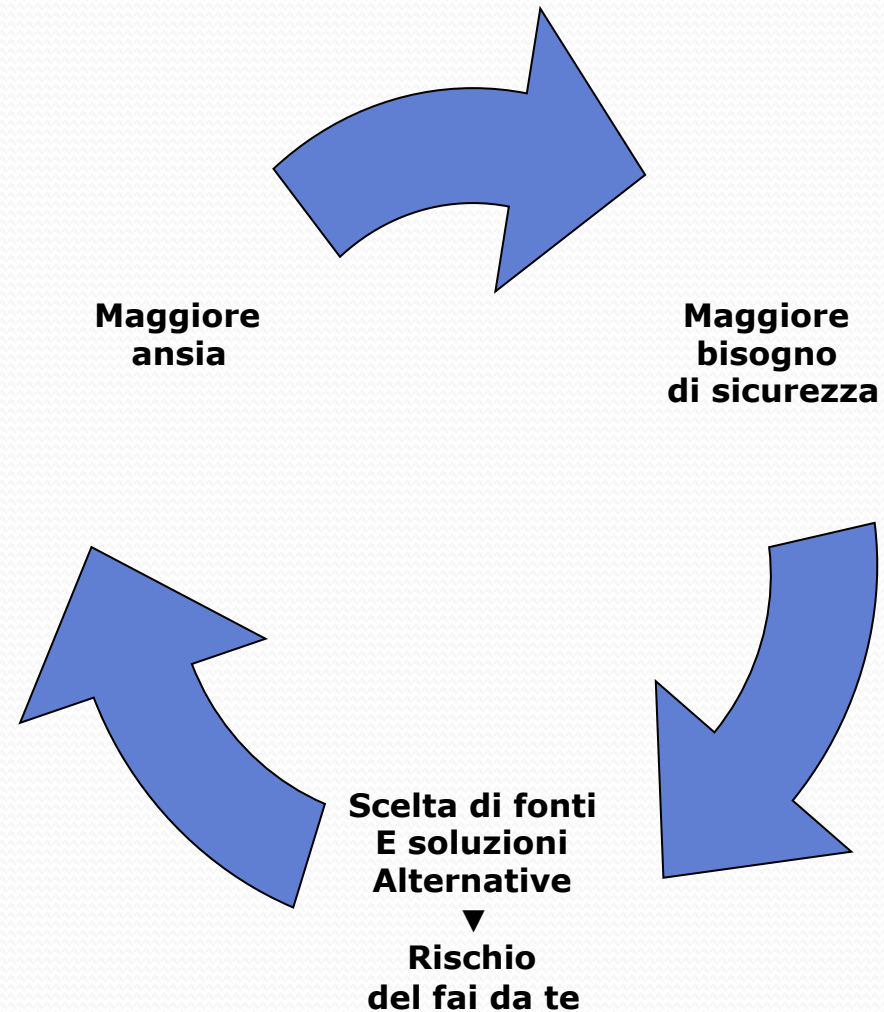 Maggiore
ansia
Maggiore
bisogno
di sicurezza
Scelta di fonti
E soluzioni
Alternative
▼
Rischio
del fai da te